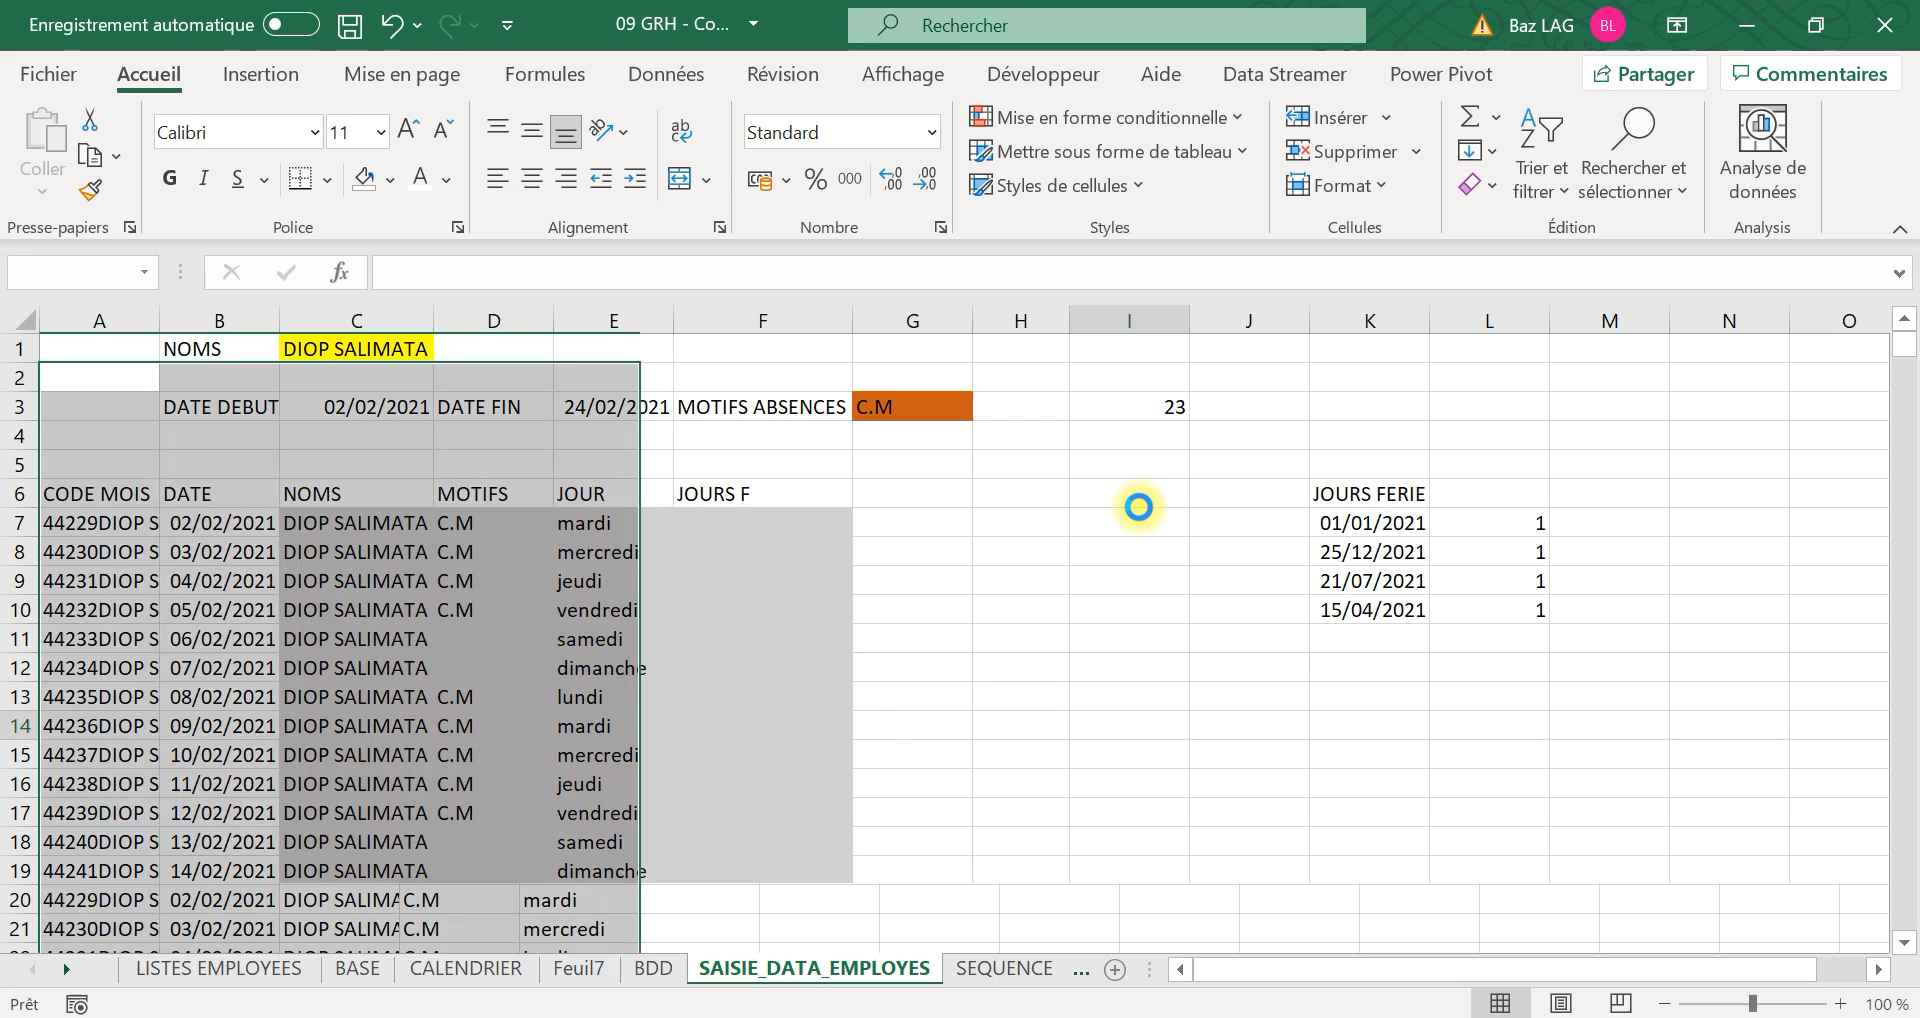 Enregistrement automatique 09 GRH - Co... Rechercher Baz LAG BL
Fichier Accueil Insertion Mise en page Formules Données Révision Affichage Développeur Aide Data Streamer Power Pivot Partager Commentaires
Calibri 11 Standard Mise en forme conditionnelle Insérer
Coller Mettre sous forme de tableau Supprimer Trier et filtrer Rechercher et sélectionner Analyse de données
G I S % 000 Styles de cellules Format
Presse-papiers Police Alignement Nombre Styles Cellules Édition Analysis
fx
A B C D E F G H I J K L M N O
1 NOMS DIOP SALIMATA
2
3 DATE DEBUT 02/02/2021 DATE FIN 24/02/2021 MOTIFS ABSENCES C.M 23
4
5
6 CODE MOIS DATE NOMS MOTIFS JOUR JOURS F JOURS FERIE
7 44229DIOP S 02/02/2021 DIOP SALIMATA C.M mardi 01/01/2021 1
8 44230DIOP S 03/02/2021 DIOP SALIMATA C.M mercredi 25/12/2021 1
9 44231DIOP S 04/02/2021 DIOP SALIMATA C.M jeudi 21/07/2021 1
10 44232DIOP S 05/02/2021 DIOP SALIMATA C.M vendredi 15/04/2021 1
11 44233DIOP S 06/02/2021 DIOP SALIMATA samedi
12 44234DIOP S 07/02/2021 DIOP SALIMATA dimanche
13 44235DIOP S 08/02/2021 DIOP SALIMATA C.M lundi
14 44236DIOP S 09/02/2021 DIOP SALIMATA C.M mardi
15 44237DIOP S 10/02/2021 DIOP SALIMATA C.M mercredi
16 44238DIOP S 11/02/2021 DIOP SALIMATA C.M jeudi
17 44239DIOP S 12/02/2021 DIOP SALIMATA C.M vendredi
18 44240DIOP S 13/02/2021 DIOP SALIMATA samedi
19 44241DIOP S 14/02/2021 DIOP SALIMATA dimanche
20 44229DIOP S 02/02/2021 DIOP SALIMA C.M mardi
21 44230DIOP S 03/02/2021 DIOP SALIMA C.M mercredi
LISTES EMPLOYEES BASE CALENDRIER Feuil7 BDD SAISIE_DATA_EMPLOYES SEQUENCE ...
Prêt 100 %